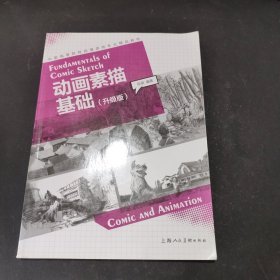 Fundamentals of
Comic Sketch
动画素描
基础(升级版)
Comic and Animation
上海人民美術出版社